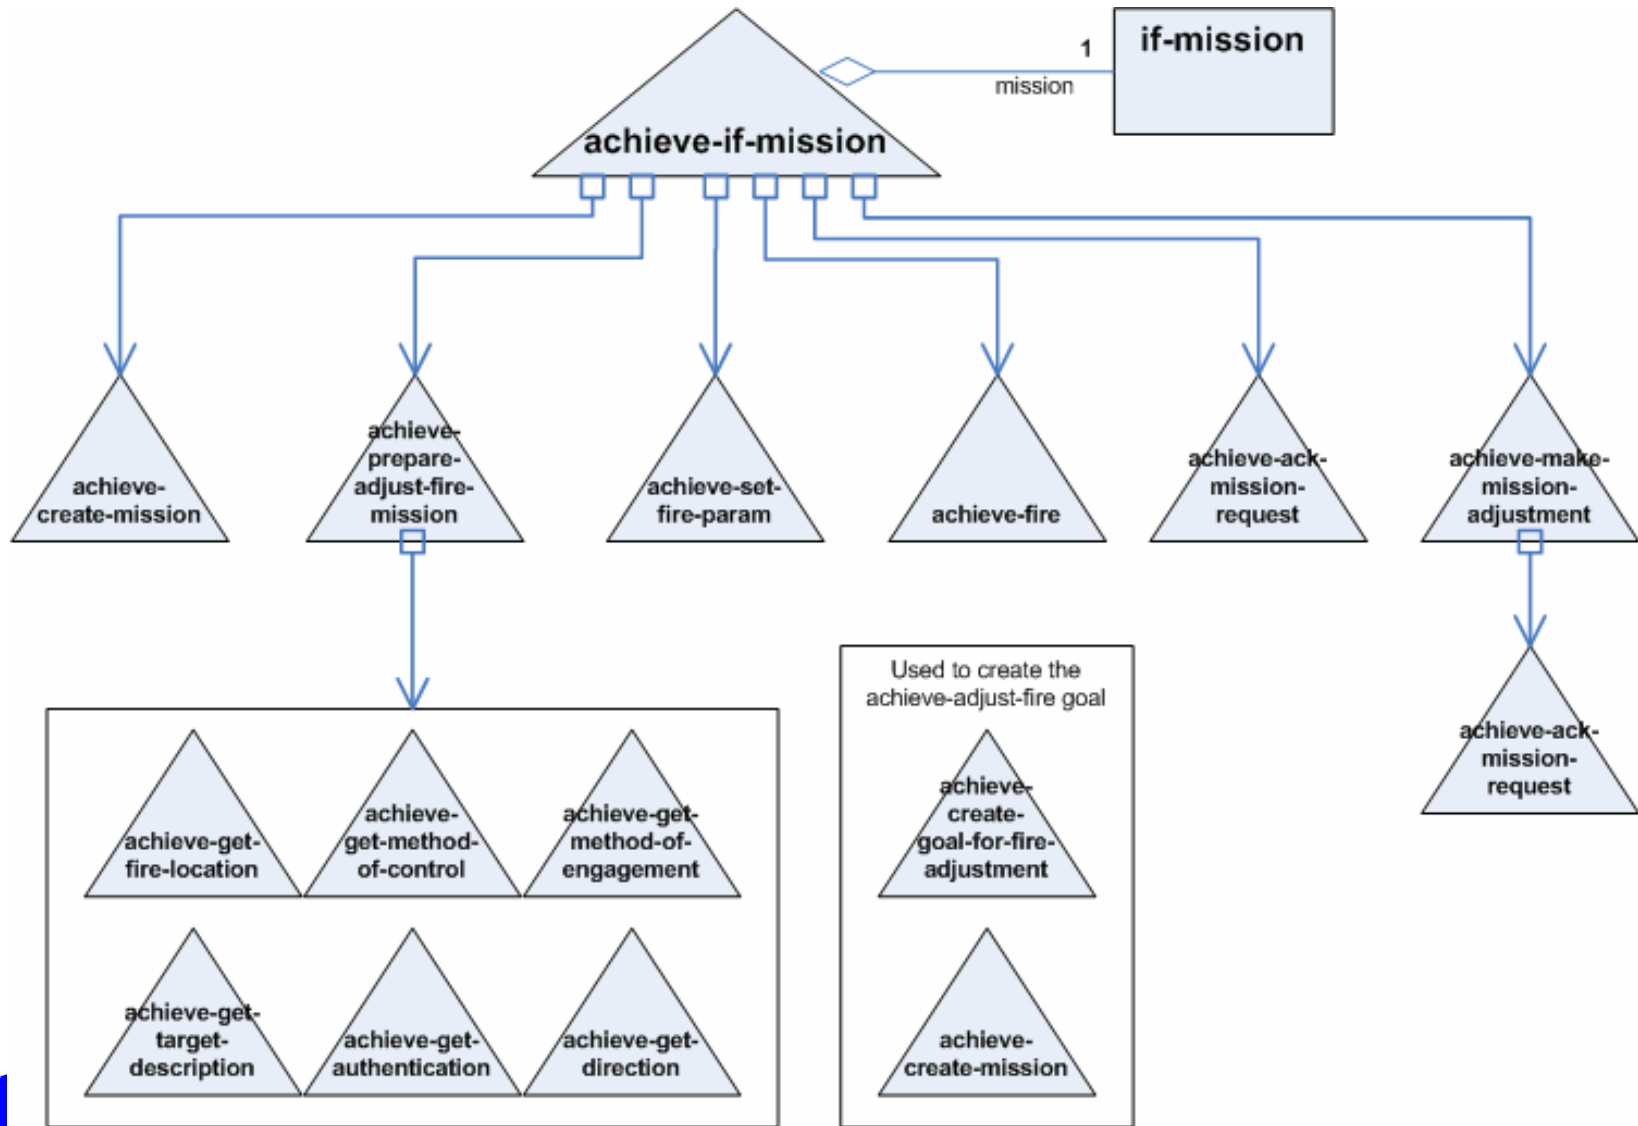 if-mission
1
mission
achieve-if-mission
achieve-
create-mission
achieve-
prepare-
adjust-fire-
mission
achieve-set-
fire-param
achieve-fire
achieve-ack-
mission-
request
achieve-make-
mission-
adjustment
Used to create the
achieve-adjust-fire goal
achieve-ack-
mission-
request
achieve-get-
fire-location
achieve-
get-method-
of-control
achieve-get-
method-of-
engagement
achieve-
create-
goal-for-fire-
adjustment
achieve-get-
target-
description
achieve-get-
authentication
achieve-get-
direction
achieve-
create-mission